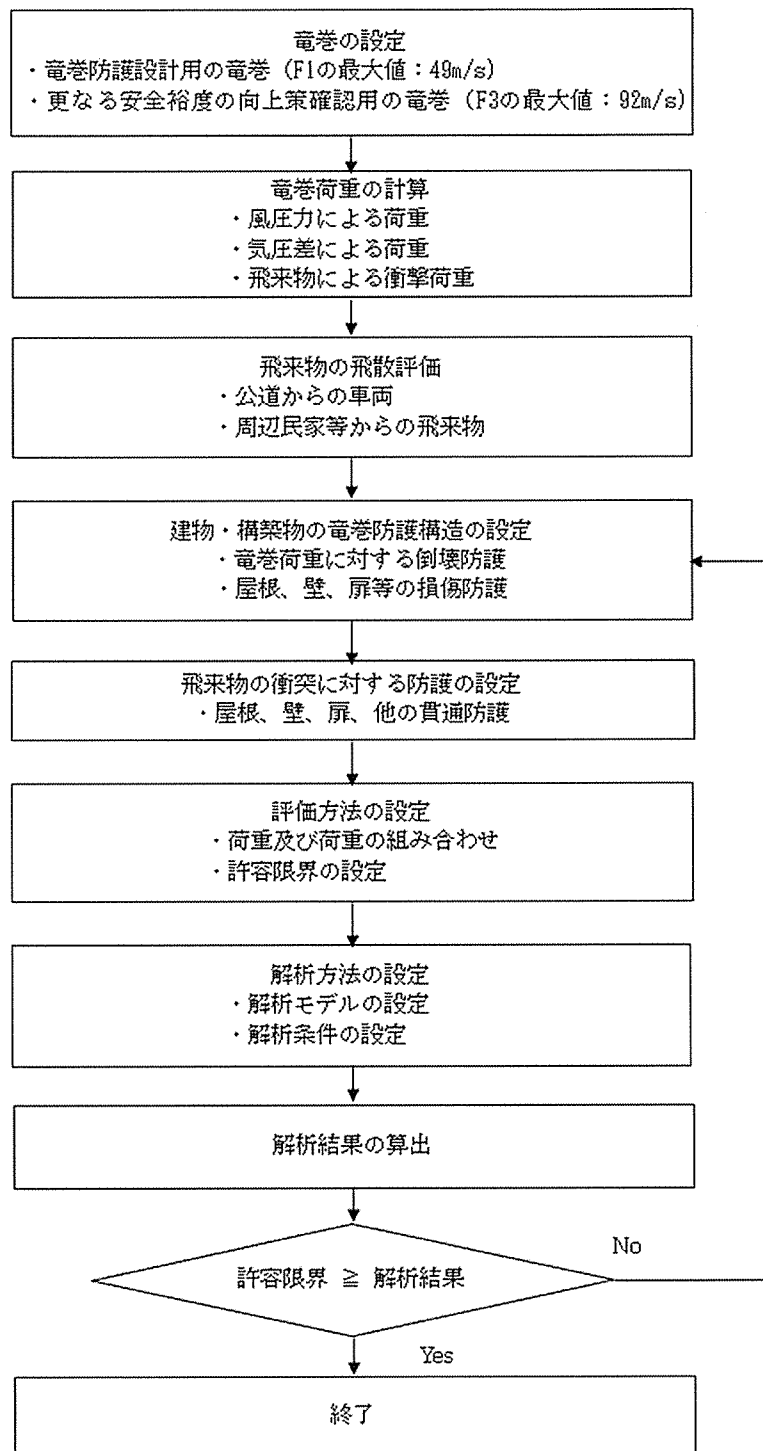 竜巻の設定
・竜巻防護設計用の竜巻（F1の最大値：49m/s）
・更なる安全裕度の向上策確認用の竜巻（F3の最大値：92m/s）
竜巻荷重の計算
・風圧力による荷重
・気圧差による荷重
・飛来物による衝撃荷重
飛来物の飛散評価
・公道からの車両
・周辺民家等からの飛来物
建物・構築物の竜巻防護構造の設定
・竜巻荷重に対する倒壊防護
・屋根、壁、扉等の損傷防護
飛来物の衝突に対する防護の設定
・屋根、壁、扉、他の貫通防護
評価方法の設定
・荷重及び荷重の組み合わせ
・許容限界の設定
解析方法の設定
・解析モデルの設定
・解析条件の設定
解析結果の算出
許容限界 ≧ 解析結果
No
Yes
終了